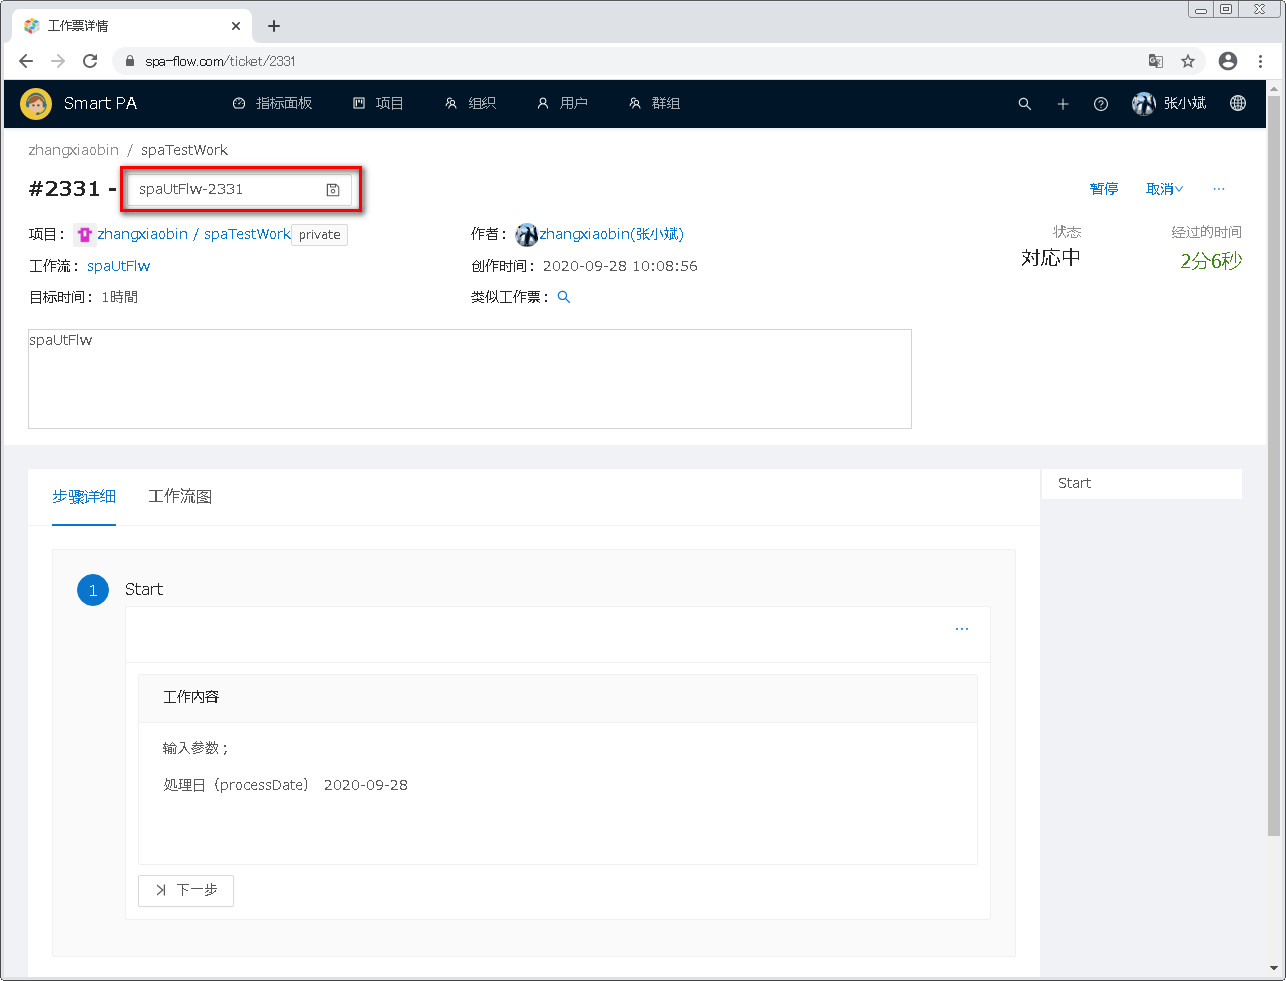 工作票详情
spa-flow.com/ticket/2331
Smart PA 指标面板 项目 组织 用户 群组 张小斌
zhangxiaobin / spaTestWork
#2331 - spaUtFlw-2331 暂停 取消 ...
项目： zhangxiaobin / spaTestWork private 作者： zhangxiaobin(张小斌) 状态 经过的时间
对应中 2分6秒
工作流： spaUtFlw 创作时间： 2020-09-28 10:08:56
目标时间： 1時間 类似工作票：
spaUtFlw
步骤详细 工作流图 Start
1 Start
...
工作内容
输入参数；
処理日（processDate） 2020-09-28
下一步